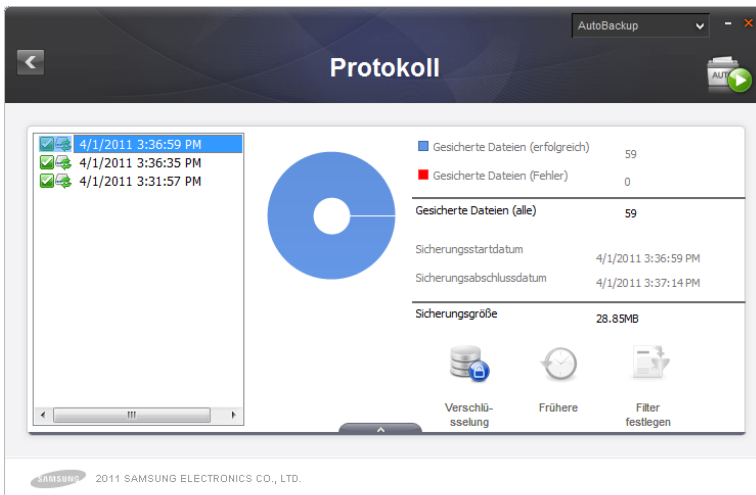 AutoBackup
Protokoll
AUTO
4/1/2011 3:36:59 PM
4/1/2011 3:36:35 PM
4/1/2011 3:31:57 PM
Gesicherte Dateien (erfolgreich) 59
Gesicherte Dateien (Fehler) 0
Gesicherte Dateien (alle) 59
Sicherungsstartdatum 4/1/2011 3:36:59 PM
Sicherungsabschlussdatum 4/1/2011 3:37:14 PM
Sicherungsgröße 28.85MB
Verschlü-
sselung
Frühere
Filter
festlegen
SAMSUNG 2011 SAMSUNG ELECTRONICS CO., LTD.